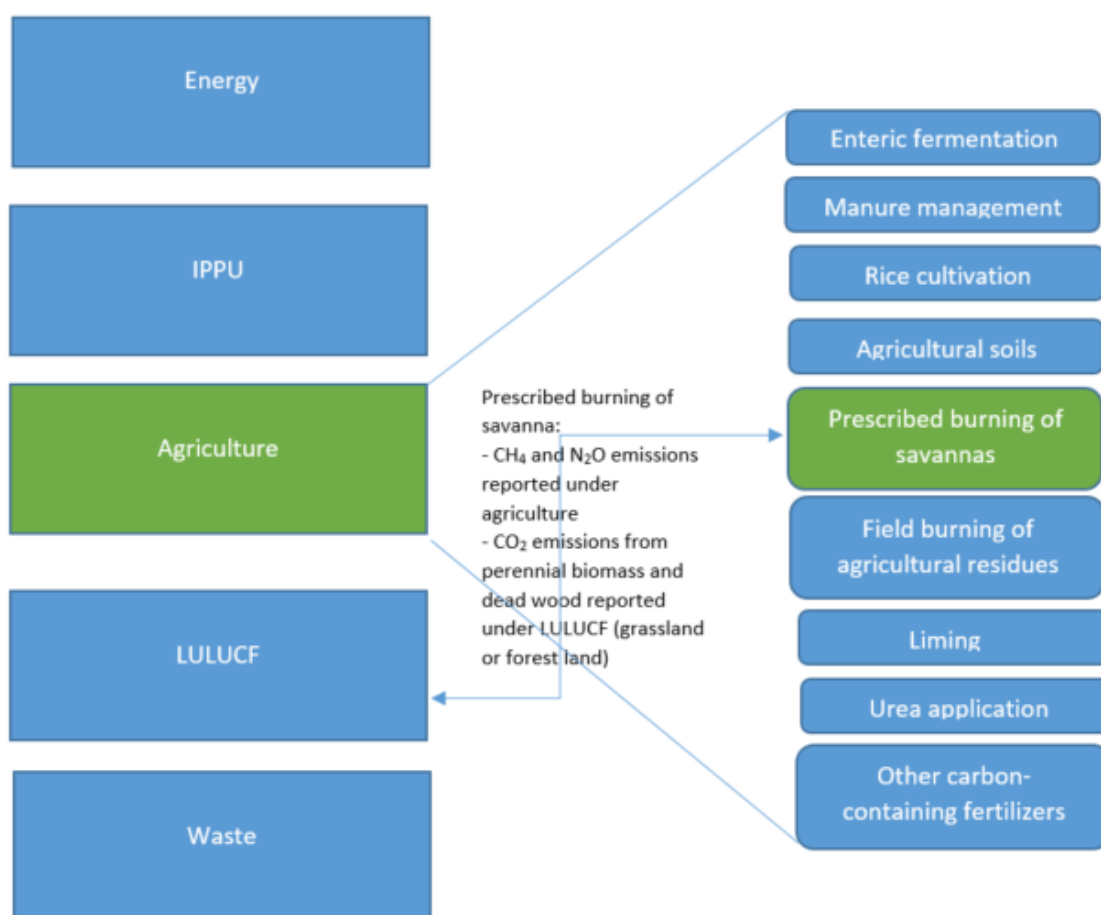 Energy
IPPU
Agriculture
LULUCF
Waste
Prescribed burning of
savanna:
- CH₄ and N₂O emissions
reported under
agriculture
- CO₂ emissions from
perennial biomass and
dead wood reported
under LULUCF (grassland
or forest land)
Enteric fermentation
Manure management
Rice cultivation
Agricultural soils
Prescribed burning of
savannas
Field burning of
agricultural residues
Liming
Urea application
Other carbon-
containing fertilizers